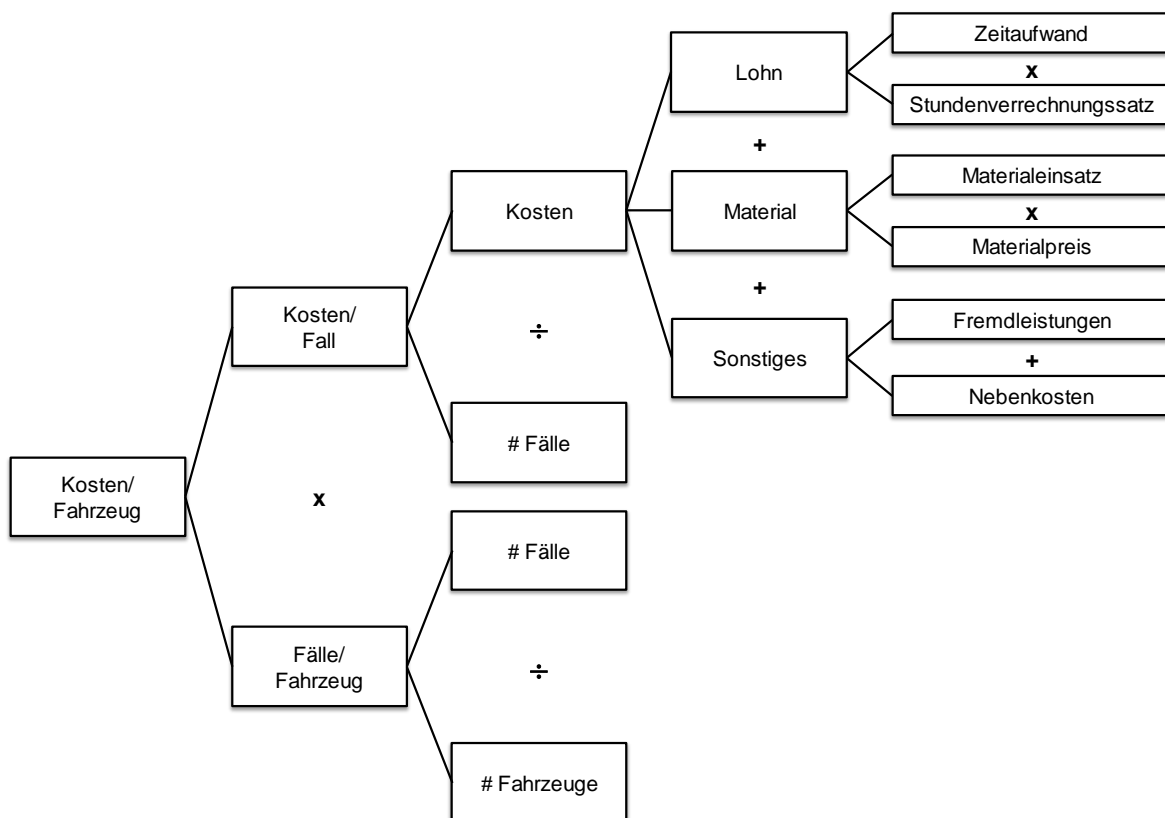 Zeitaufwand
Lohn
x
Stundenverrechnungssatz
+
Materialeinsatz
Kosten
Material
x
Materialpreis
+
Kosten/
Fall
Fremdleistungen
÷
Sonstiges
+
Nebenkosten
# Fälle
Kosten/
Fahrzeug
x
# Fälle
Fälle/
Fahrzeug
÷
# Fahrzeuge